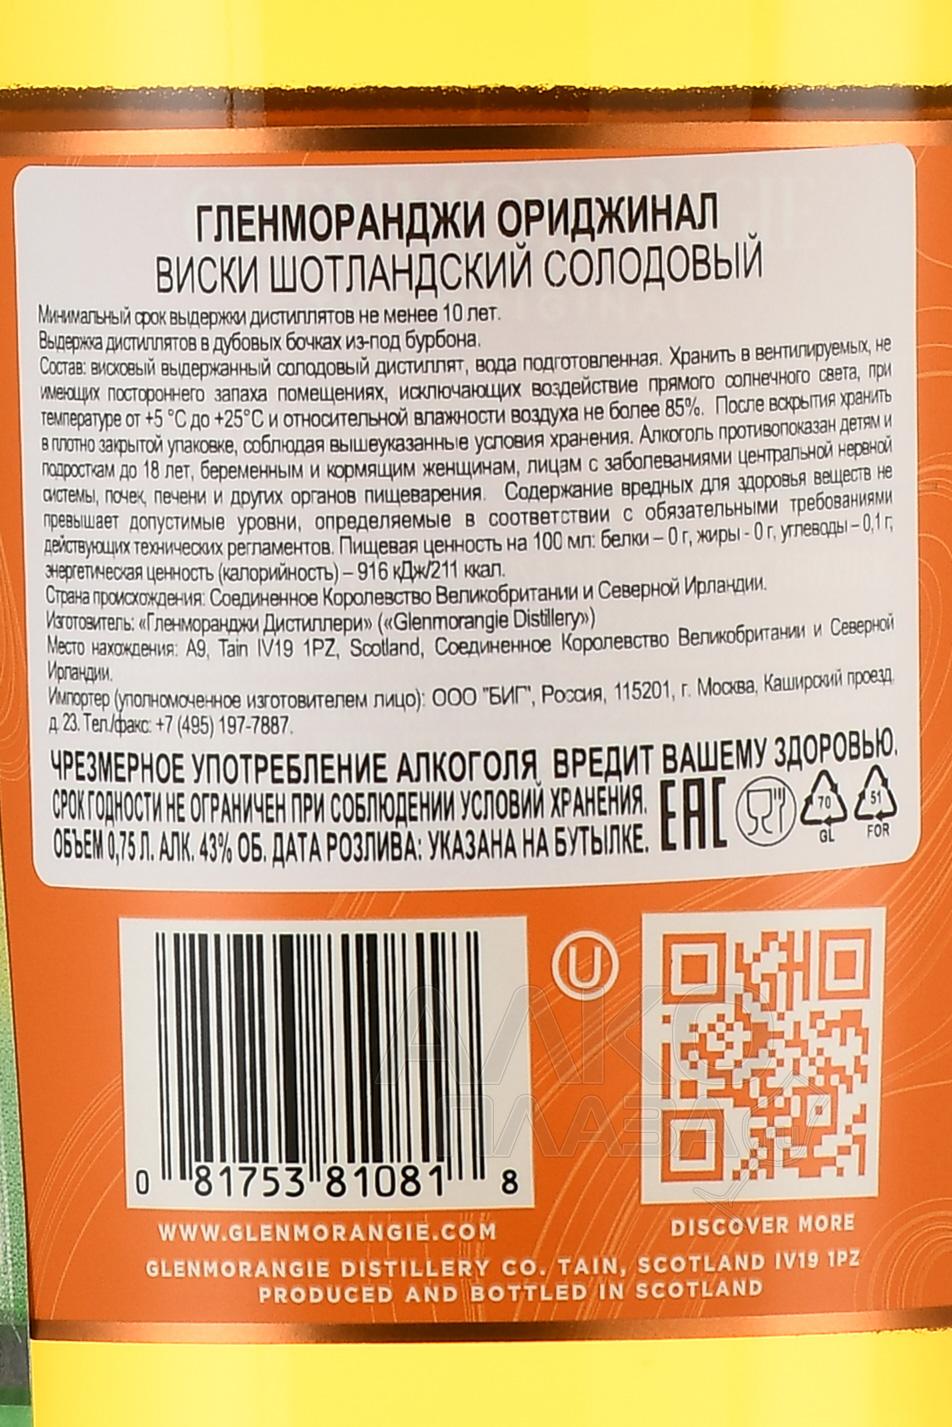 ГЛЕНМОРАНДЖИ ОРИДЖИНАЛ
ВИСКИ ШОТЛАНДСКИЙ СОЛОДОВЫЙ
Минимальный срок выдержки дистиллятов не менее 10 лет.
Выдержка дистиллятов в дубовых бочках из-под бурбона.
Состав: висковый выдержанный солодовый дистиллят, вода подготовленная. Хранить в вентилируемых, не
имеющих постороннего запаха помещениях, исключающих воздействие прямого солнечного света, при
температуре от +5 °С до +25°С и относительной влажности воздуха не более 85%. После вскрытия хранить
в плотно закрытой упаковке, соблюдая вышеуказанные условия хранения. Алкоголь противопоказан детям и
подросткам до 18 лет, беременным и кормящим женщинам, лицам с заболеваниями центральной нервной
системы, почек, печени и других органов пищеварения. Содержание вредных для здоровья веществ не
превышает допустимые уровни, определяемые в соответствии с обязательными требованиями
действующих технических регламентов. Пищевая ценность на 100 мл: белки – 0 г, жиры - 0 г, углеводы – 0,1 г,
энергетическая ценность (калорийность) – 916 кДж/211 ккал.
Страна происхождения: Соединенное Королевство Великобритании и Северной Ирландии.
Изготовитель: «Гленморанджи Дистиллери» («Glenmorangie Distillery»)
Место нахождения: A9, Tain IV19 1PZ, Scotland, Соединенное Королевство Великобритании и Северной
Ирландии.
Импортер (уполномоченное изготовителем лицо): ООО "БИГ", Россия, 115201, г. Москва, Каширский проезд,
д. 23. Тел./факс: +7 (495) 197-7887.
ЧРЕЗМЕРНОЕ УПОТРЕБЛЕНИЕ АЛКОГОЛЯ ВРЕДИТ ВАШЕМУ ЗДОРОВЬЮ.
СРОК ГОДНОСТИ НЕ ОГРАНИЧЕН ПРИ СОБЛЮДЕНИИ УСЛОВИЙ ХРАНЕНИЯ.
ОБЪЕМ 0,75 Л. АЛК. 43% ОБ. ДАТА РОЗЛИВА: УКАЗАНА НА БУТЫЛКЕ.
EAC
70
GL
51
FOR
U
АЛКО
ПЛАЗА
0 81753 81081 8
WWW.GLENMORANGIE.COM
DISCOVER MORE
GLENMORANGIE DISTILLERY CO. TAIN, SCOTLAND IV19 1PZ
PRODUCED AND BOTTLED IN SCOTLAND